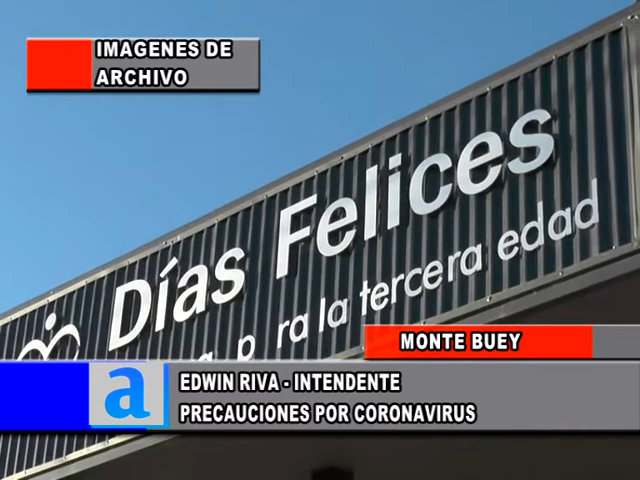 IMAGENES DE
ARCHIVO
Días Felices
ra la tercera edad
MONTE BUEY
a
EDWIN RIVA - INTENDENTE
PRECAUCIONES POR CORONAVIRUS